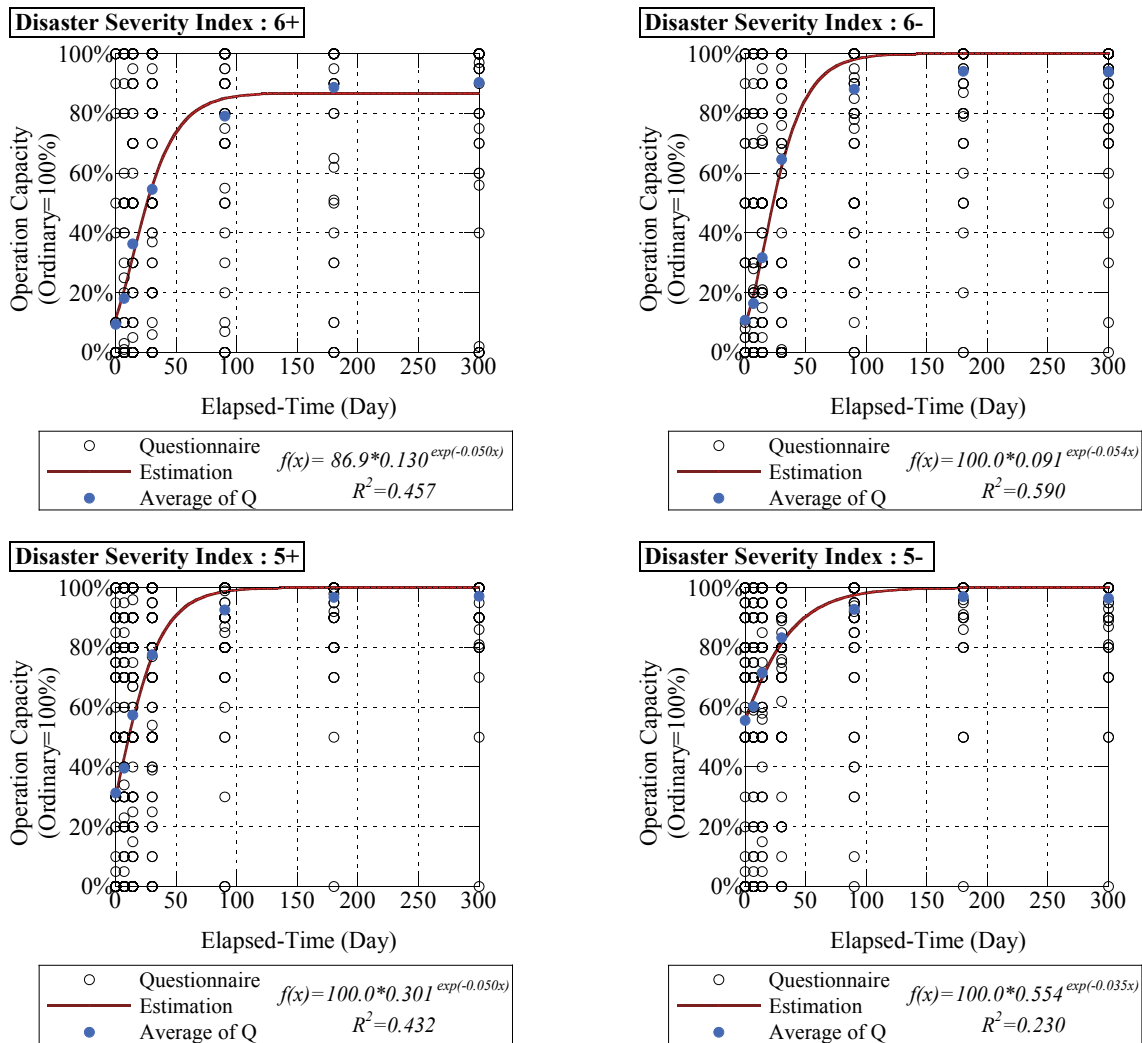 Disaster Severity Index : 6+
100%
80%
60%
40%
20%
0%
Operation Capacity
(Ordinary=100%)
0 50 100 150 200 250 300
Elapsed-Time (Day)
Questionnaire
Estimation
Average of Q
f(x)= 86.9*0.130^exp(-0.050x)
R^2=0.457
Disaster Severity Index : 6-
100%
80%
60%
40%
20%
0%
Operation Capacity
(Ordinary=100%)
0 50 100 150 200 250 300
Elapsed-Time (Day)
Questionnaire
Estimation
Average of Q
f(x)=100.0*0.091^exp(-0.054x)
R^2=0.590
Disaster Severity Index : 5+
100%
80%
60%
40%
20%
0%
Operation Capacity
(Ordinary=100%)
0 50 100 150 200 250 300
Elapsed-Time (Day)
Questionnaire
Estimation
Average of Q
f(x)=100.0*0.301^exp(-0.050x)
R^2=0.432
Disaster Severity Index : 5-
100%
80%
60%
40%
20%
0%
Operation Capacity
(Ordinary=100%)
0 50 100 150 200 250 300
Elapsed-Time (Day)
Questionnaire
Estimation
Average of Q
f(x)=100.0*0.554^exp(-0.035x)
R^2=0.230